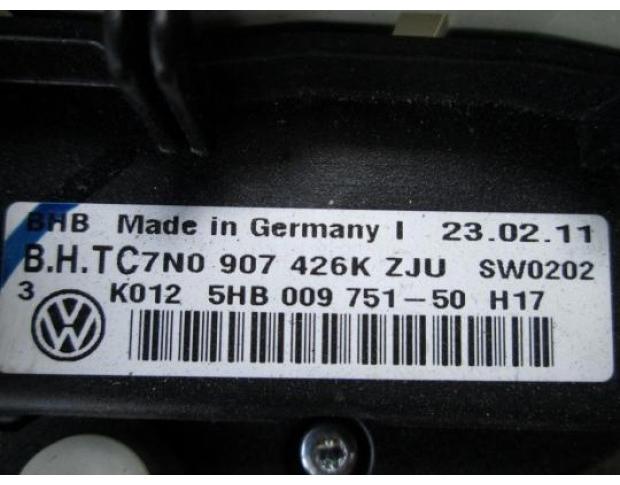 BHB Made in Germany I 23.02.11
B.H.TC7N0 907 426K ZJU SW0202
3 K012 5HB 009 751-50 H17